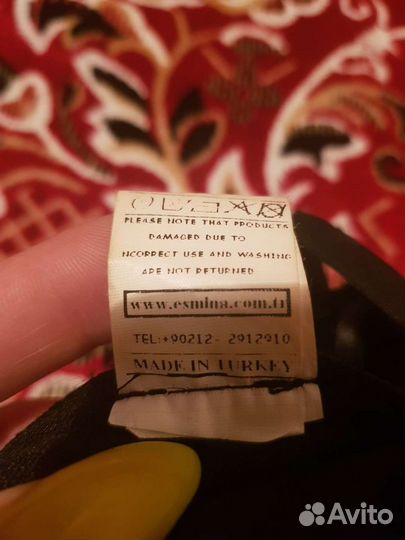 PLEASE NOTE THAT PRODUCTS
DAMAGED DUE TO
NCORRECT USE AND WASHING
ARE NOT RETURNED
www.esmina.com.tr
TEL:+90212- 2912910
MADE IN TURKEY
Avito